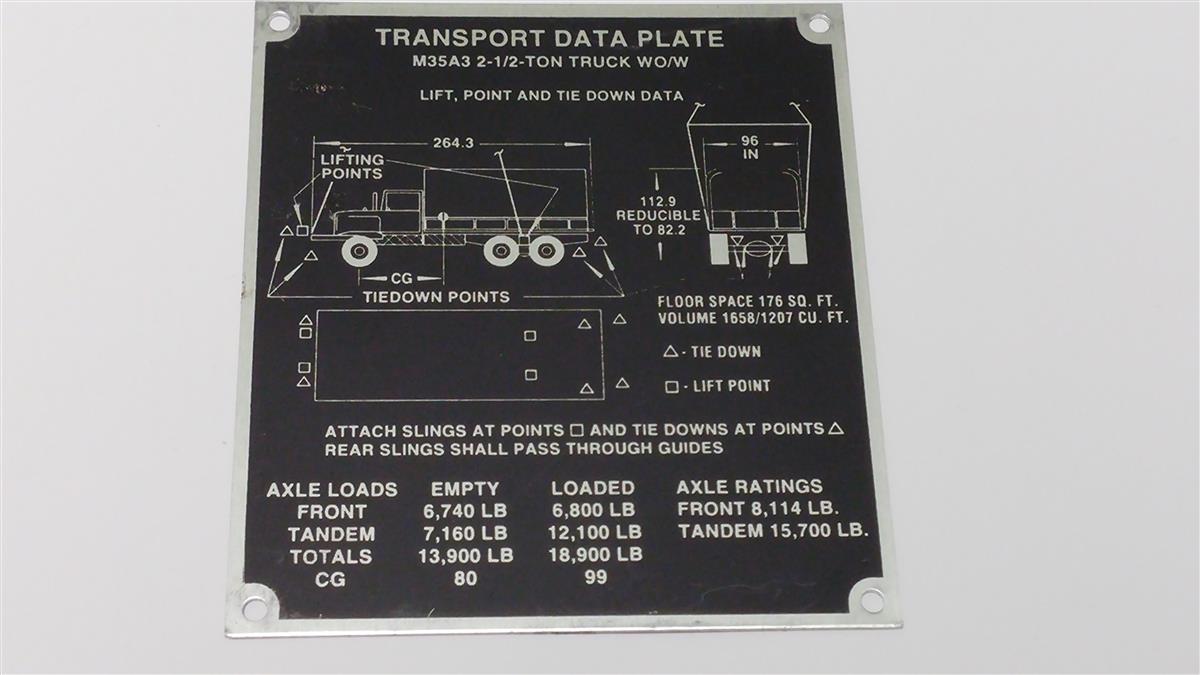 TRANSPORT DATA PLATE
M35A3 2-1/2-TON TRUCK WO/W
LIFT, POINT AND TIE DOWN DATA
264.3
96
IN
LIFTING
POINTS
112.9
REDUCIBLE
TO 82.2
CG
TIEDOWN POINTS
FLOOR SPACE 176 SQ. FT.
VOLUME 1658/1207 CU. FT.
△ - TIE DOWN
□ - LIFT POINT
ATTACH SLINGS AT POINTS □ AND TIE DOWNS AT POINTS △
REAR SLINGS SHALL PASS THROUGH GUIDES
AXLE LOADS EMPTY LOADED AXLE RATINGS
FRONT 6,740 LB 6,800 LB FRONT 8,114 LB.
TANDEM 7,160 LB 12,100 LB TANDEM 15,700 LB.
TOTALS 13,900 LB 18,900 LB
CG 80 99